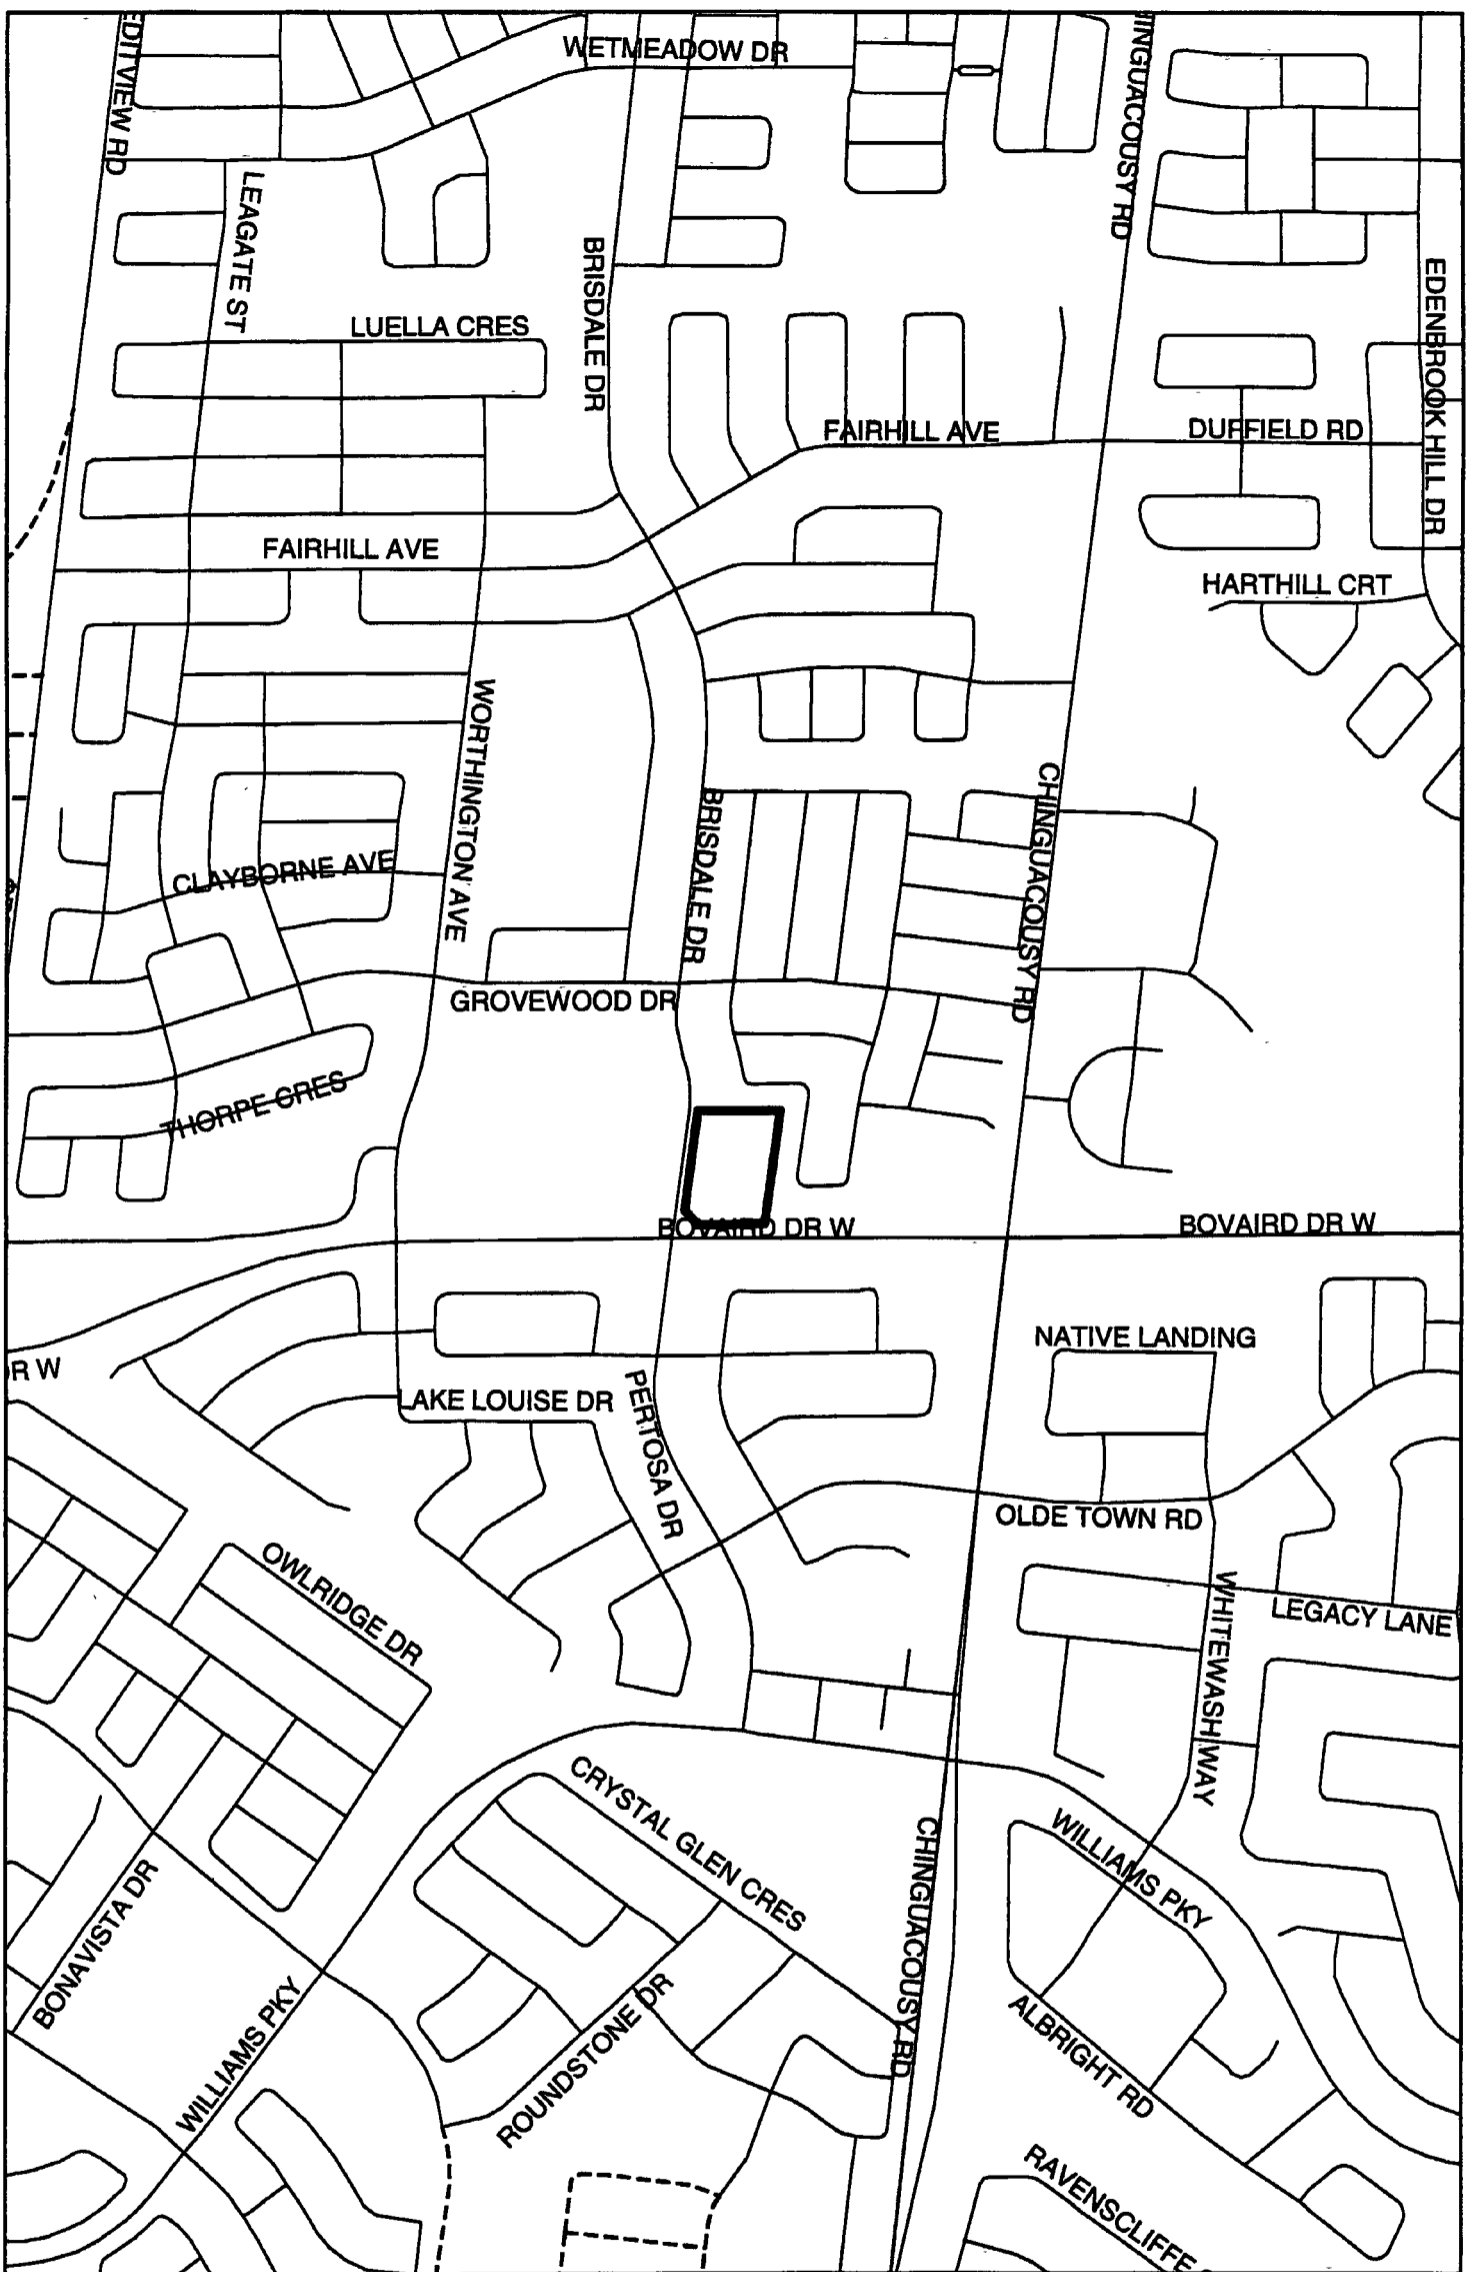 WETMEADOW DR
EDITVIEW RD
INGUACOUSY RD
LEAGATE ST
BRISDALE DR
EDENBROOK HILL DR
LUELLA CRES
FAIRHILL AVE
DUFFIELD RD
FAIRHILL AVE
HARTHILL CRT
WORTHINGTON AVE
BRISDALE DR
CHINGUACOUSY RD
CLAYBORNE AVE
GROVEWOOD DR
THORPE CRES
BOVAIRD DR W
BOVAIRD DR W
NATIVE LANDING
DR W
LAKE LOUISE DR
PERTOSA DR
OLDE TOWN RD
OWLRIDGE DR
WHITEWASH WAY
LEGACY LANE
CRYSTAL GLEN CRES
WILLIAMS PKY
CHINGUACOUSY RD
BONAVISTA DR
WILLIAMS PKY
ROUNDSTONE DR
ALBRIGHT RD
RAVENSCLIFFE